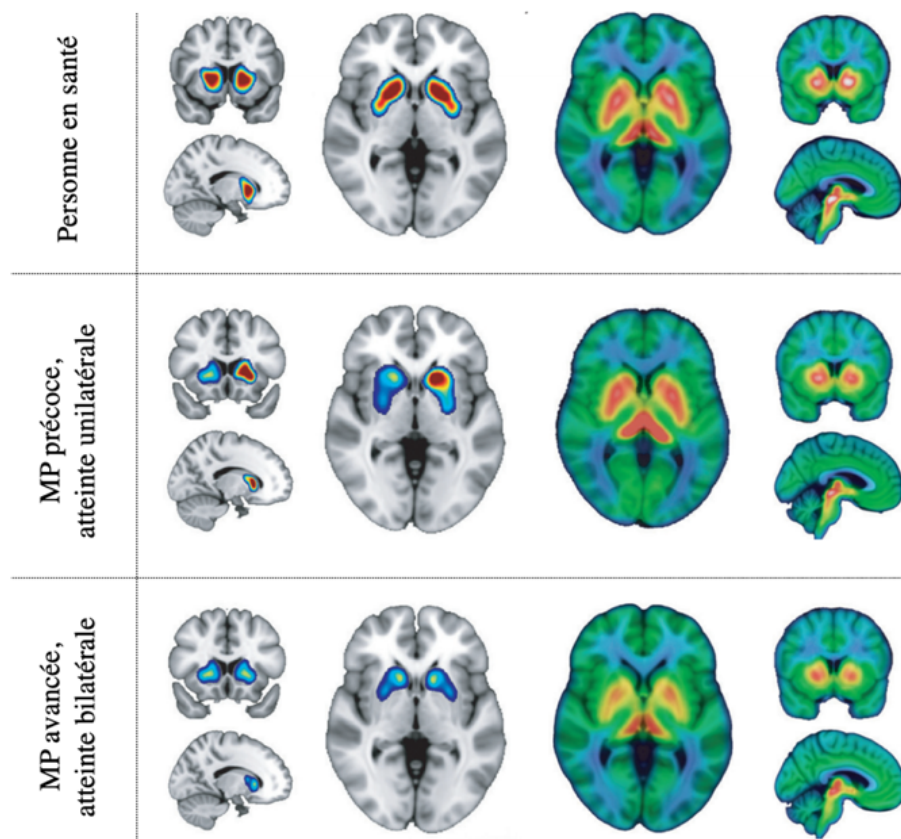 Personne en santé
MP précoce,
atteinte unilatérale
MP avancée,
atteinte bilatérale